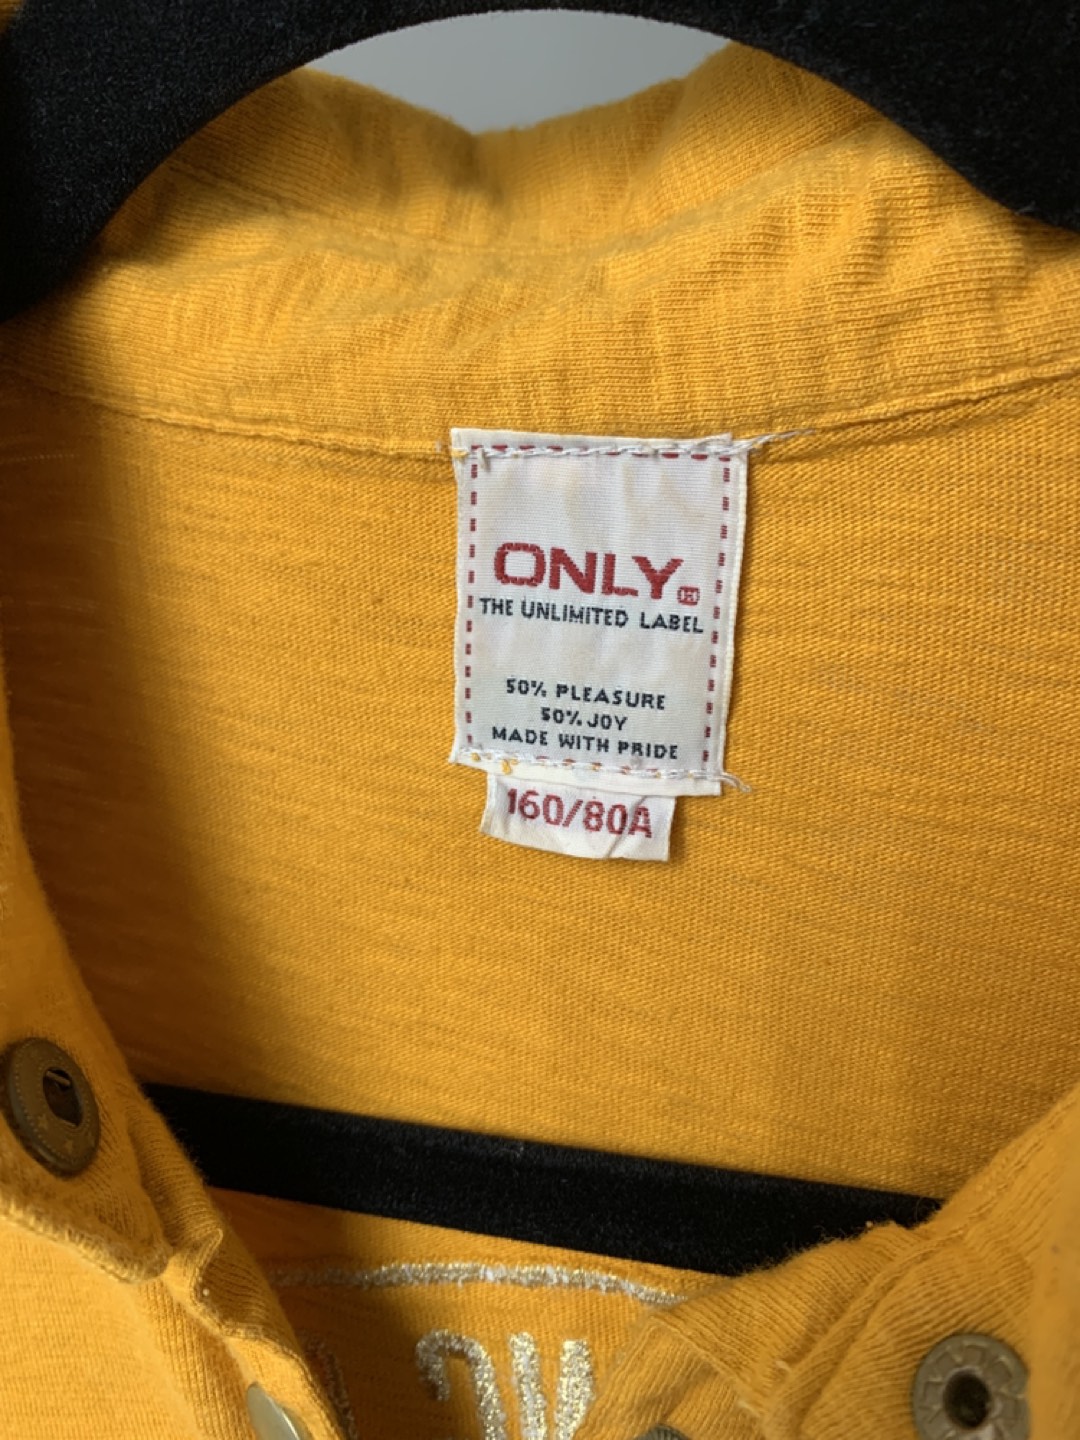 ONLY
THE UNLIMITED LABEL
50% PLEASURE
50% JOY
MADE WITH PRIDE
160/80A